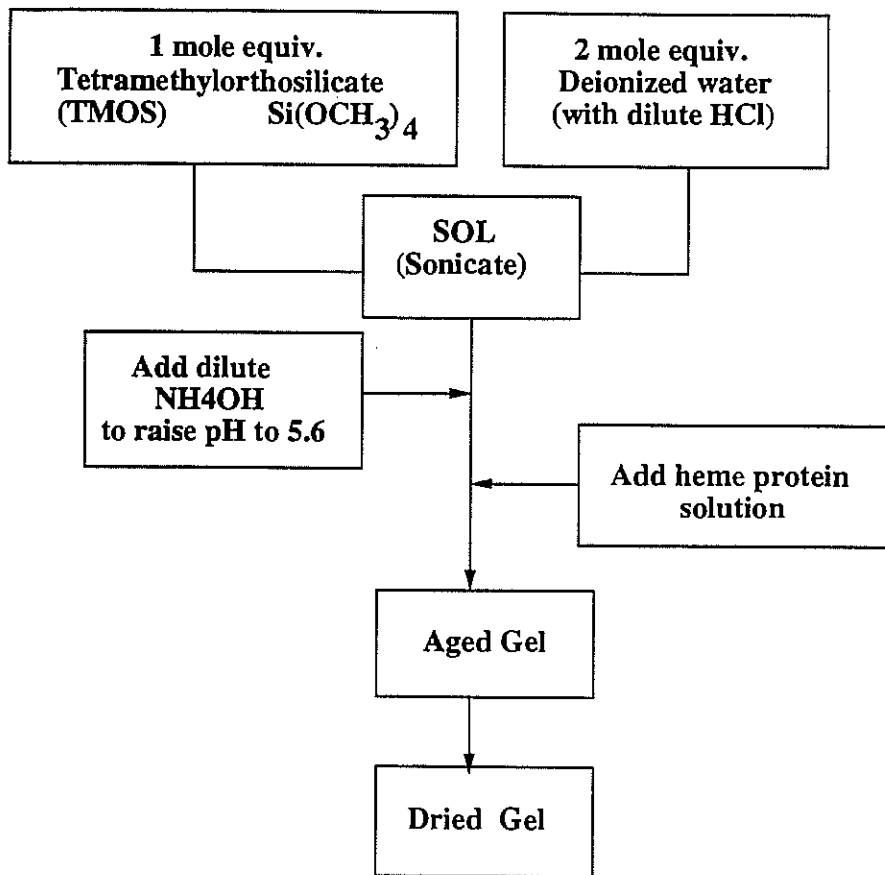 1 mole equiv.
Tetramethylorthosilicate
(TMOS) Si(OCH3)4
2 mole equiv.
Deionized water
(with dilute HCl)
SOL
(Sonicate)
Add dilute
NH4OH
to raise pH to 5.6
Add heme protein
solution
Aged Gel
Dried Gel